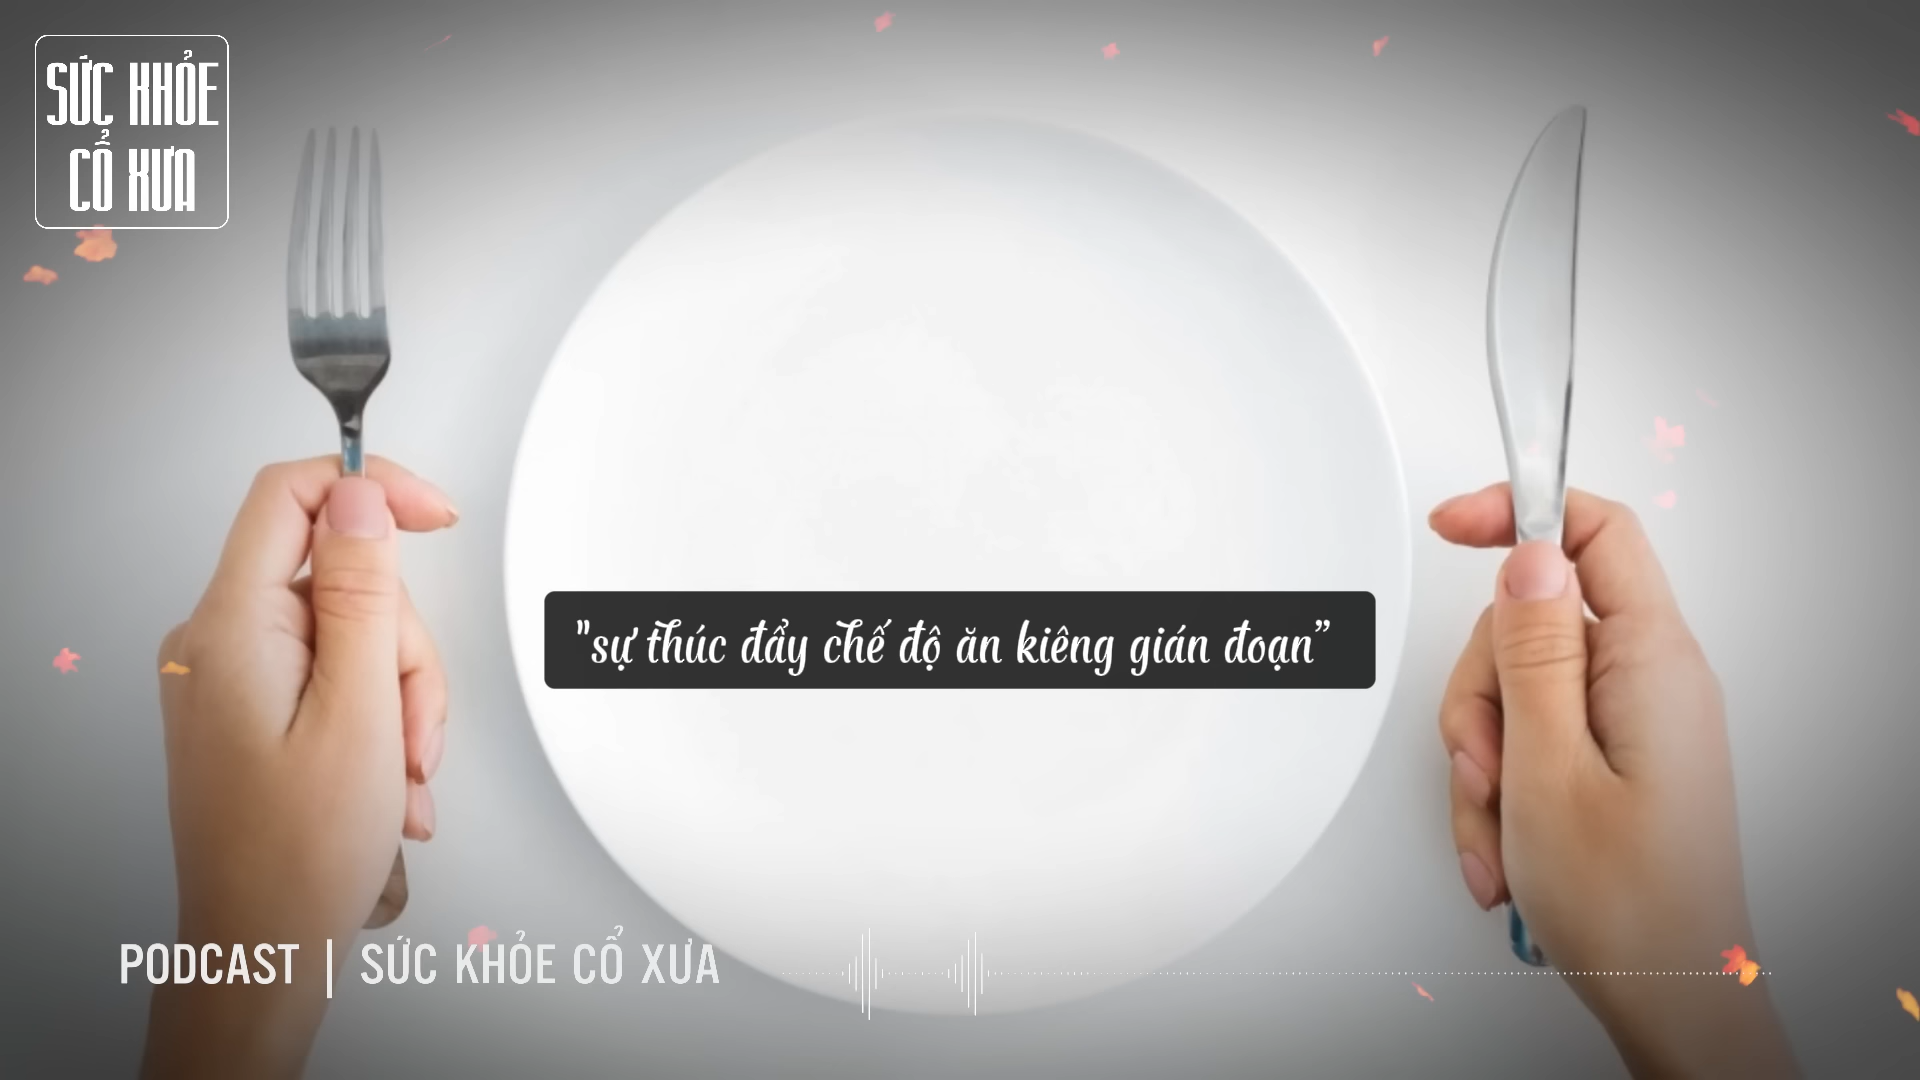 SỨC KHỎE
CỔ XƯA
"sự thúc đẩy chế độ ăn kiêng gián đoạn”
PODCAST | SỨC KHỎE CỔ XƯA